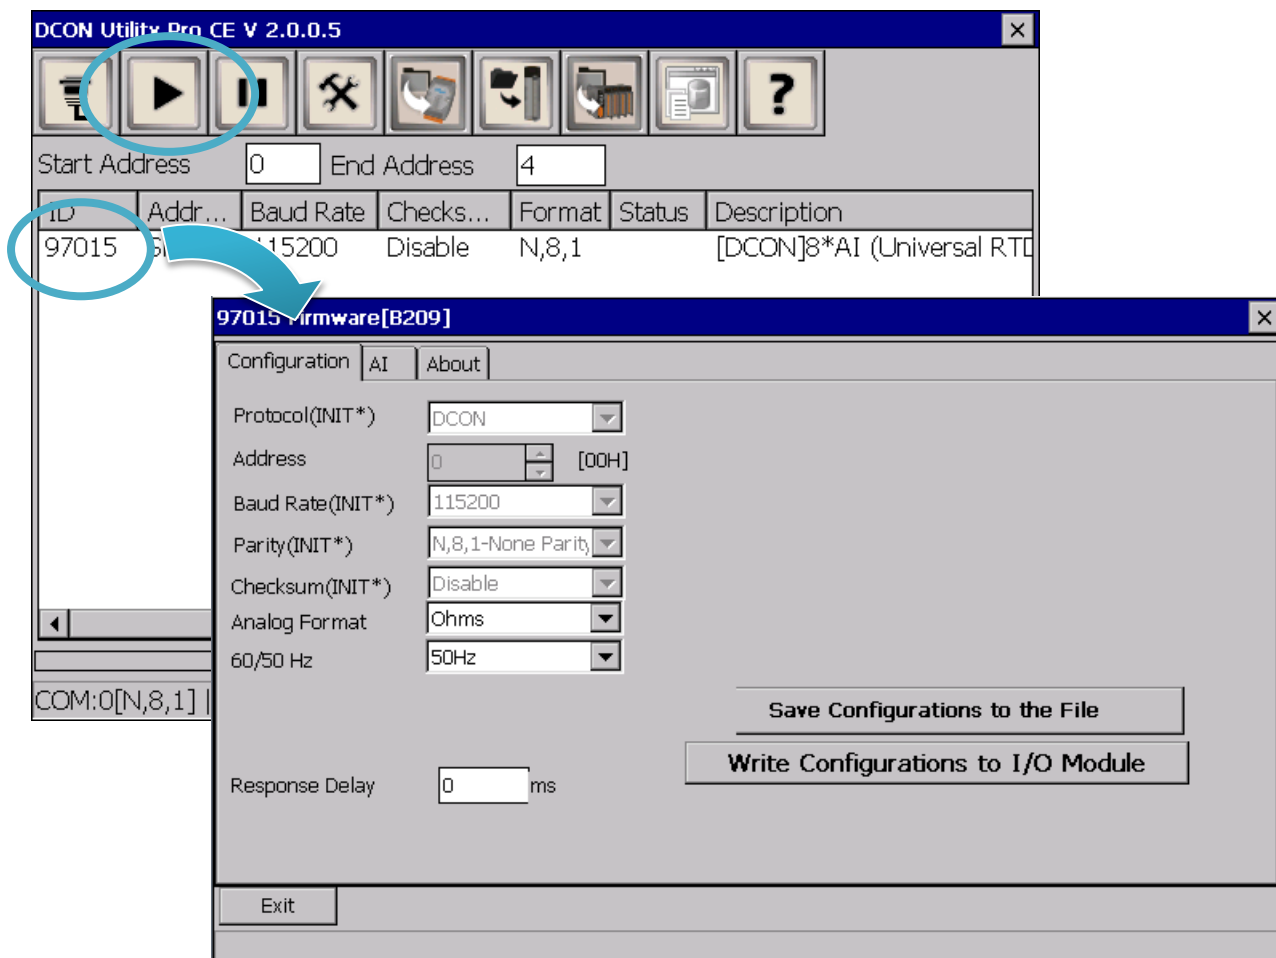 DCON Utility Pro CE V 2.0.0.5
Start Address 0 End Address 4
ID Addr... Baud Rate Checks... Format Status Description
97015 115200 Disable N,8,1 [DCON]8*AI (Universal RTD
97015 Firmware[B209]
Configuration AI About
Protocol(INIT*) DCON
Address 0 [00H]
Baud Rate(INIT*) 115200
Parity(INIT*) N,8,1-None Parity
Checksum(INIT*) Disable
Analog Format Ohms
60/50 Hz 50Hz
COM:0[N,8,1] |
Save Configurations to the File
Write Configurations to I/O Module
Response Delay 0 ms
Exit